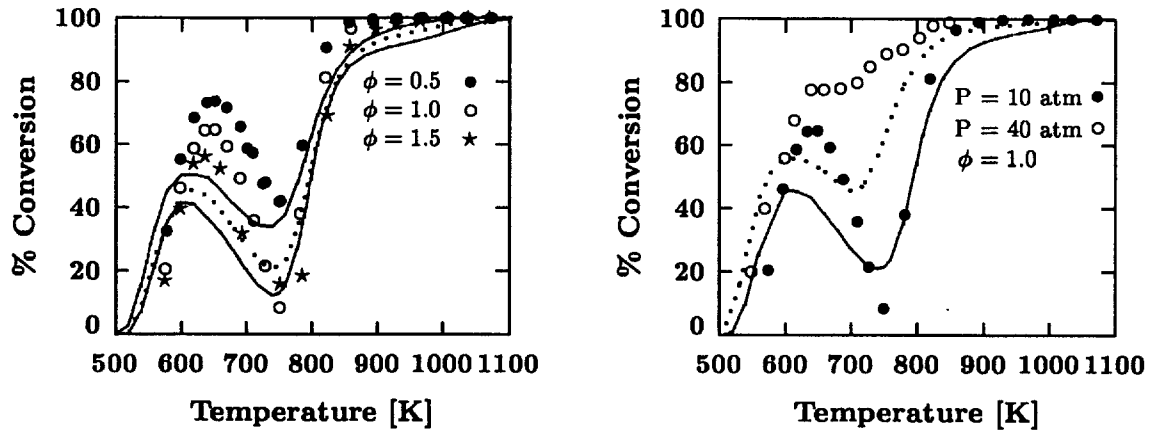 100
80
60
40
20
0
% Conversion
ϕ = 0.5
ϕ = 1.0
ϕ = 1.5
500 600 700 800 900 1000 1100
Temperature [K]
100
80
60
40
20
0
% Conversion
P = 10 atm
P = 40 atm
ϕ = 1.0
500 600 700 800 900 1000 1100
Temperature [K]